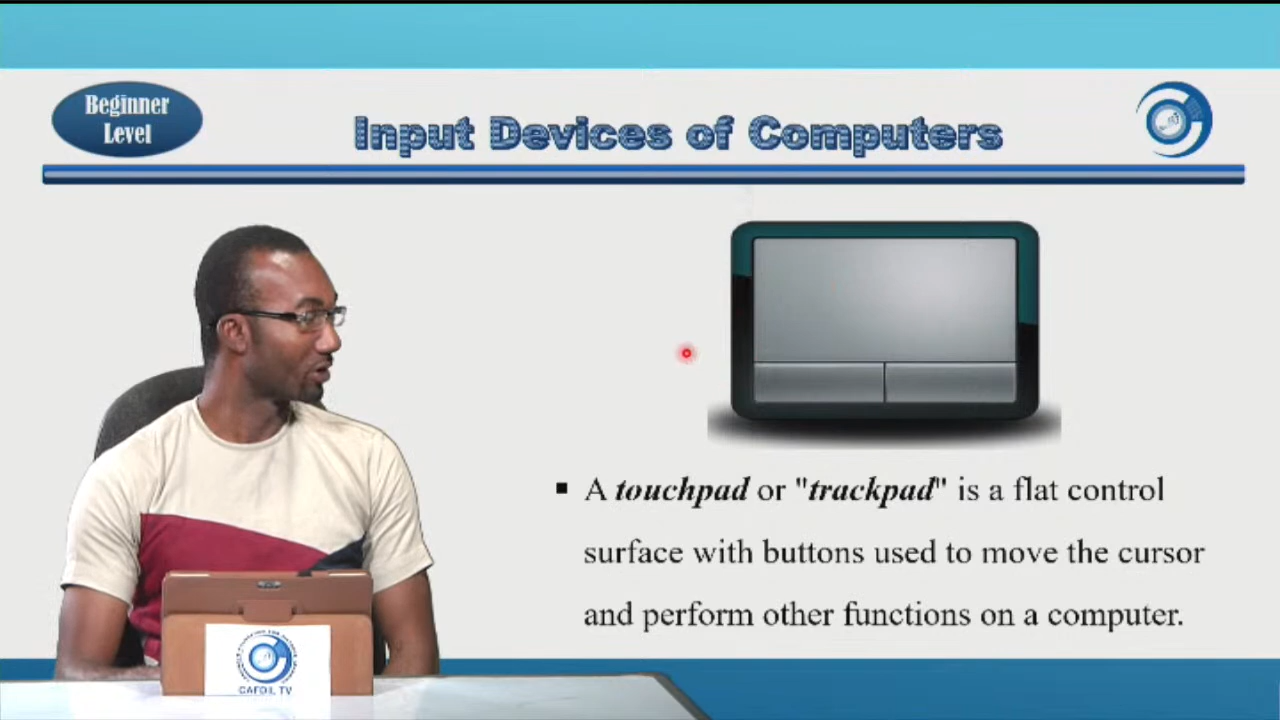 Beginner
Level
Input Devices of Computers
▪ A touchpad or "trackpad" is a flat control
surface with buttons used to move the cursor
and perform other functions on a computer.
CAFOIL TV